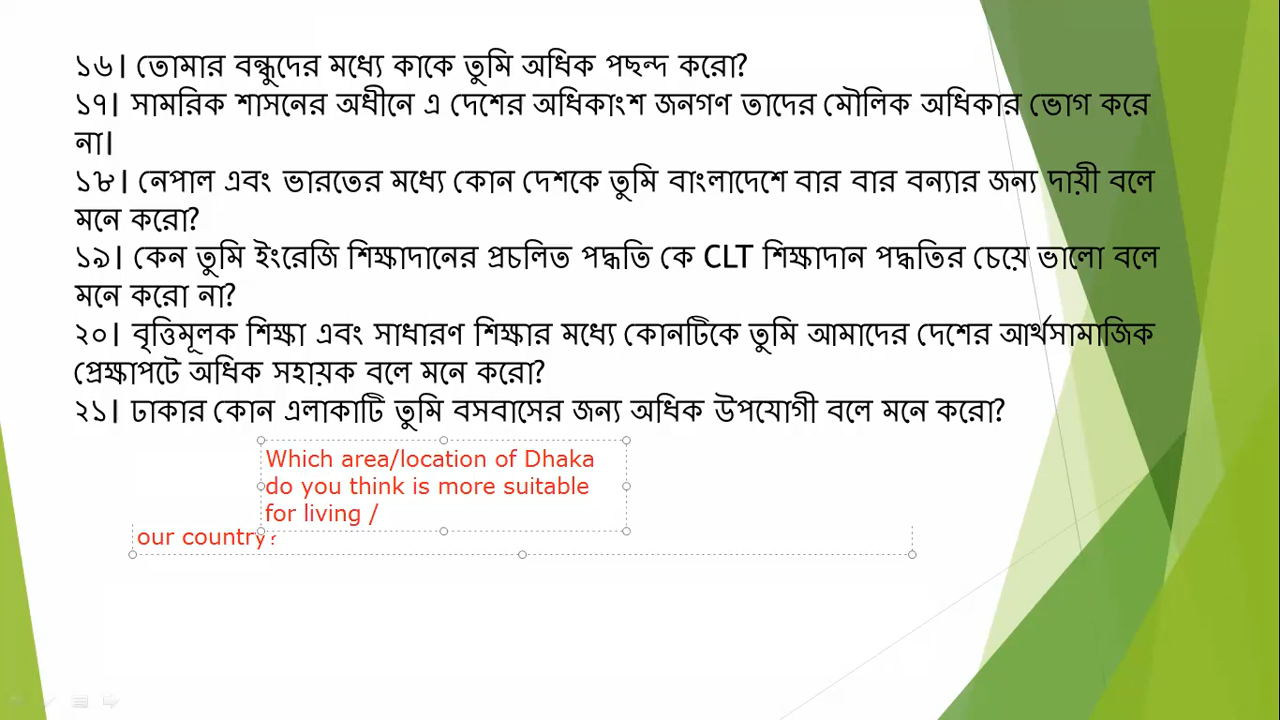 ১৬। তোমার বন্ধুদের মধ্যে কাকে তুমি অধিক পছন্দ করো?
১৭। সামরিক শাসনের অধীনে এ দেশের অধিকাংশ জনগণ তাদের মৌলিক অধিকার ভোগ করে
না।
১৮। নেপাল এবং ভারতের মধ্যে কোন দেশকে তুমি বাংলাদেশে বার বার বন্যার জন্য দায়ী বলে
মনে করো?
১৯। কেন তুমি ইংরেজি শিক্ষাদানের প্রচলিত পদ্ধতি কে CLT শিক্ষাদান পদ্ধতির চেয়ে ভালো বলে
মনে করো না?
২০। বৃত্তিমূলক শিক্ষা এবং সাধারণ শিক্ষার মধ্যে কোনটিকে তুমি আমাদের দেশের আর্থসামাজিক
প্রেক্ষাপটে অধিক সহায়ক বলে মনে করো?
২১। ঢাকার কোন এলাকাটি তুমি বসবাসের জন্য অধিক উপযোগী বলে মনে করো?
Which area/location of Dhaka
do you think is more suitable
for living /
our country?